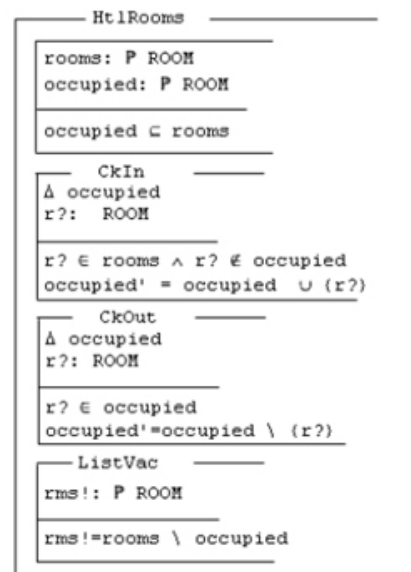 HtlRooms
rooms: ℙ ROOM
occupied: ℙ ROOM
occupied ⊆ rooms
CkIn
Δ occupied
r?: ROOM
r? ∈ rooms ∧ r? ∉ occupied
occupied' = occupied ∪ {r?}
CkOut
Δ occupied
r?: ROOM
r? ∈ occupied
occupied'=occupied \ {r?}
ListVac
rms!: ℙ ROOM
rms!=rooms \ occupied